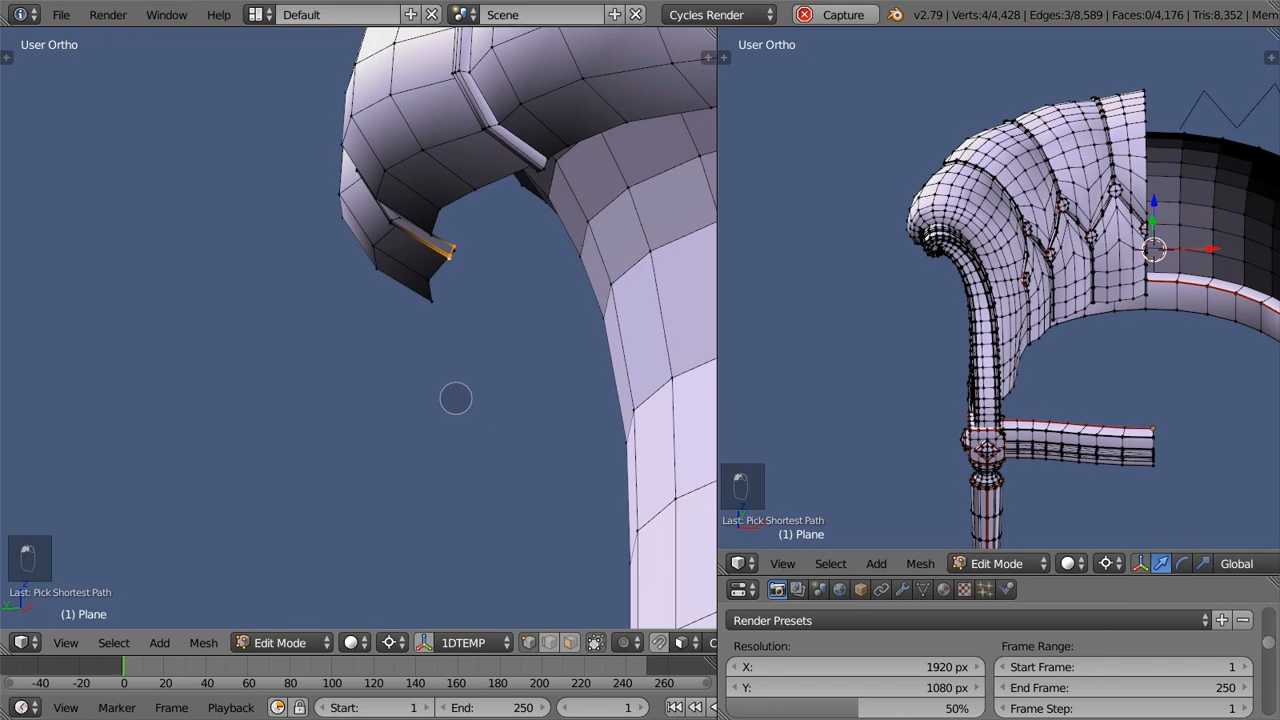 File Render Window Help Default Scene Cycles Render Capture v2.79 | Verts:4/4,428 | Edges:3/8,589 | Faces:0/4,176 | Tris:8,352 | Mem
User Ortho
User Ortho
Last: Pick Shortest Path
(1) Plane
Last: Pick Shortest Path
(1) Plane
View Select Add Mesh Edit Mode Global
Render Presets
View Select Add Mesh Edit Mode 1DTEMP
Resolution: Frame Range:
X: 1920 px Start Frame: 1
Y: 1080 px End Frame: 250
50% Frame Step: 1
-40 -20 0 20 40 60 80 100 120 140 160 180 200 220 240 260
View Marker Frame Playback Start: 1 End: 250 1